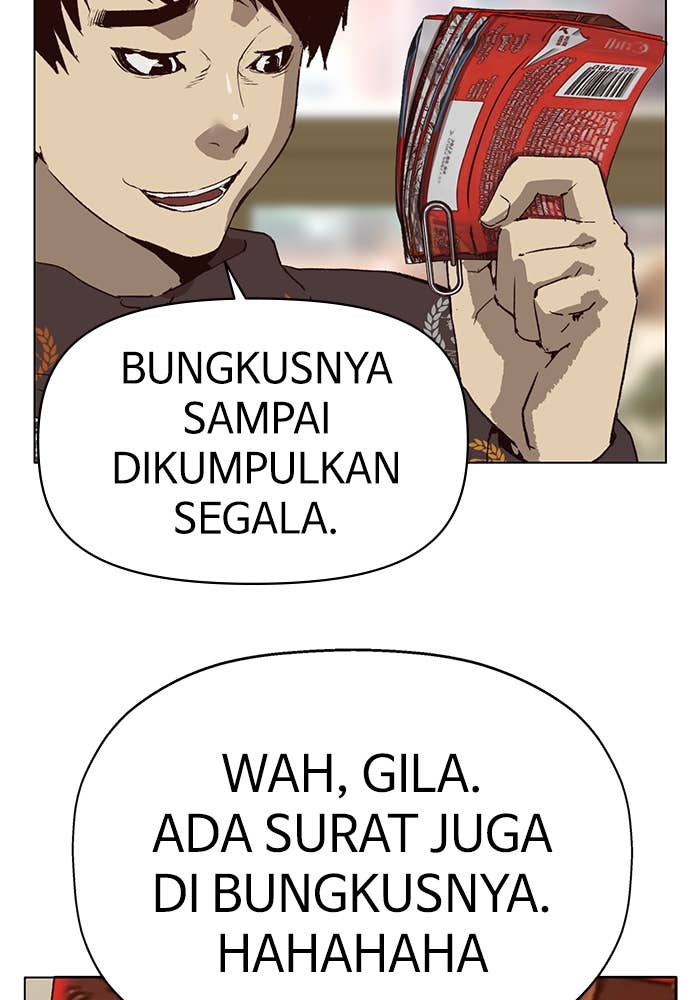 BUNGKUSNYA
SAMPAI
DIKUMPULKAN
SEGALA.
WAH, GILA.
ADA SURAT JUGA
DI BUNGKUSNYA.
HAHAHAHA